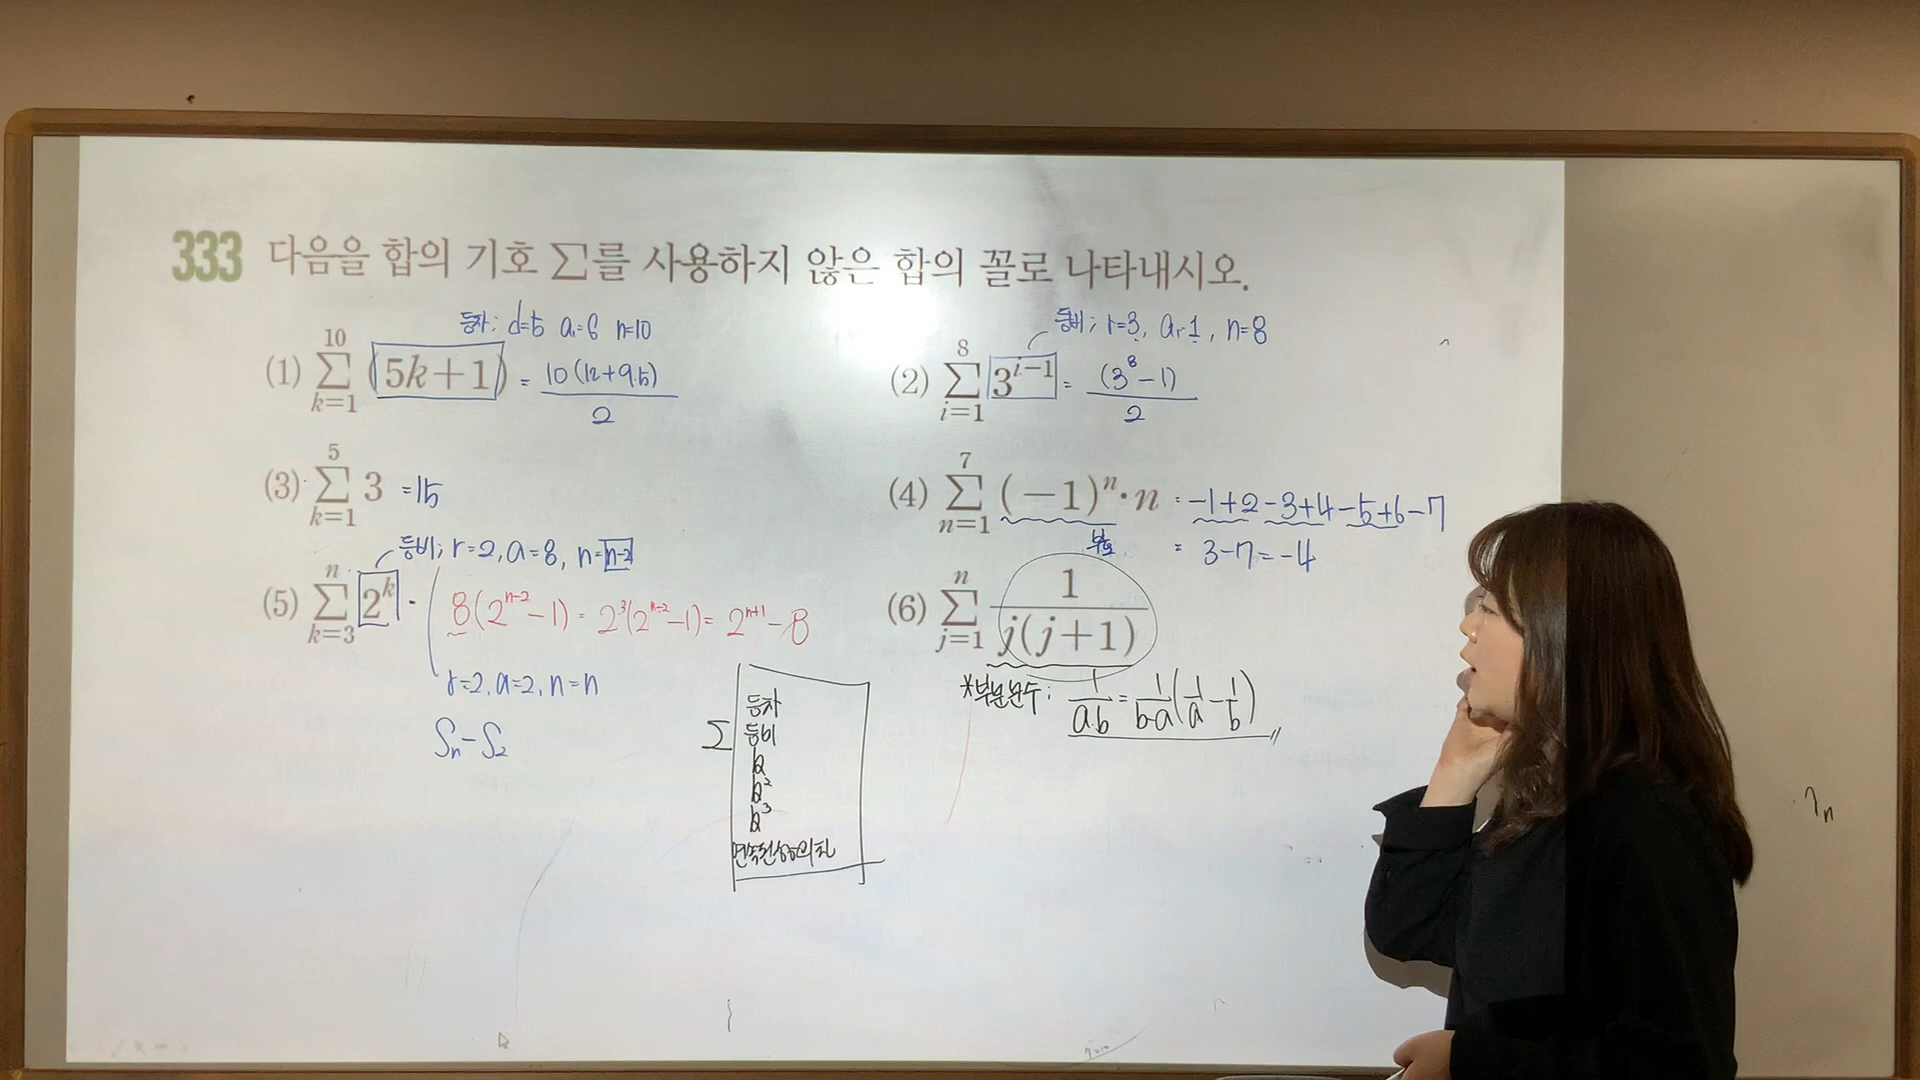 333 다음을 합의 기호 ∑를 사용하지 않은 합의 꼴로 나타내시오.
등차; d=5 a₁=6 n=10
(1) ∑_{k=1}^{10} (5k+1) = 10(12+9·5)/2
등비; r=3, a₁=1, n=8
(2) ∑_{i=1}^{8} 3^{i-1} = (3^8-1)/2
(3) ∑_{k=1}^{5} 3 =15
(4) ∑_{n=1}^{7} (-1)^n·n = -1+2-3+4-5+6-7
부호
= 3-7=-4
등비; r=2, a=8, n=n-2
(5) ∑_{k=3}^{n} 2^k = 8(2^{n-2}-1) = 2^3(2^{n-2}-1) = 2^{n+1}-8
r=2, a=2, n=n
Sn-S2
(6) ∑_{j=1}^{n} 1/j(j+1)
*부분분수; 1/a·b = 1/b-a (1/a - 1/b)
∑
등차
등비
k
k²
k³